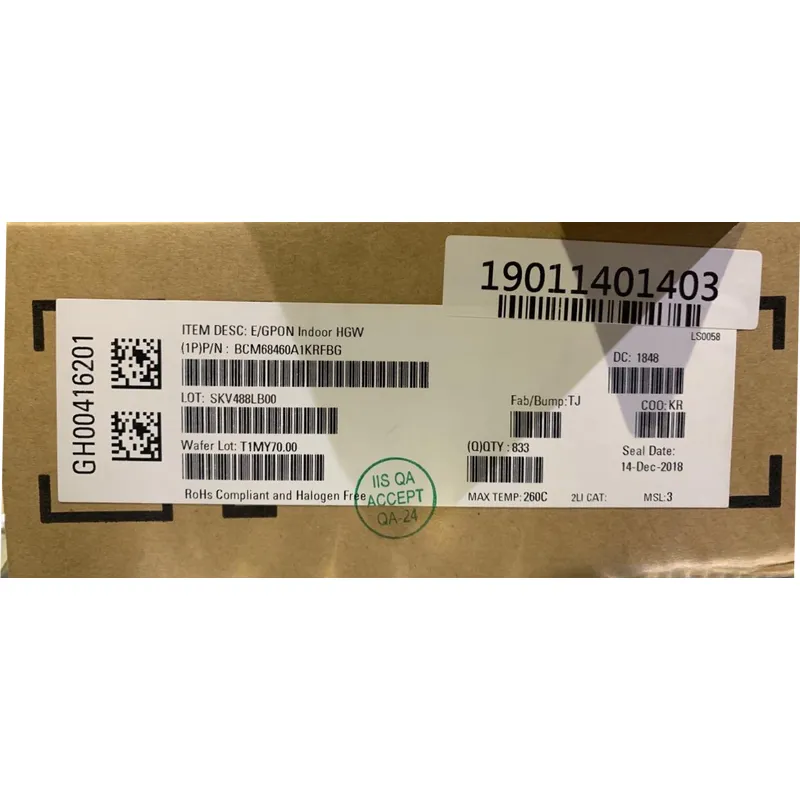 19011401403
LS0058
GH00416201
ITEM DESC: E/GPON Indoor HGW
(1P)P/N : BCM68460A1KRFBG
DC: 1848
LOT: SKV488LB00
Fab/Bump:TJ
COO:KR
Wafer Lot: T1MY70.00
(Q)QTY : 833
Seal Date:
14-Dec-2018
RoHs Compliant and Halogen Free
MAX TEMP: 260C
2LI CAT:
MSL: 3
IIS QA
ACCEPT
QA-24